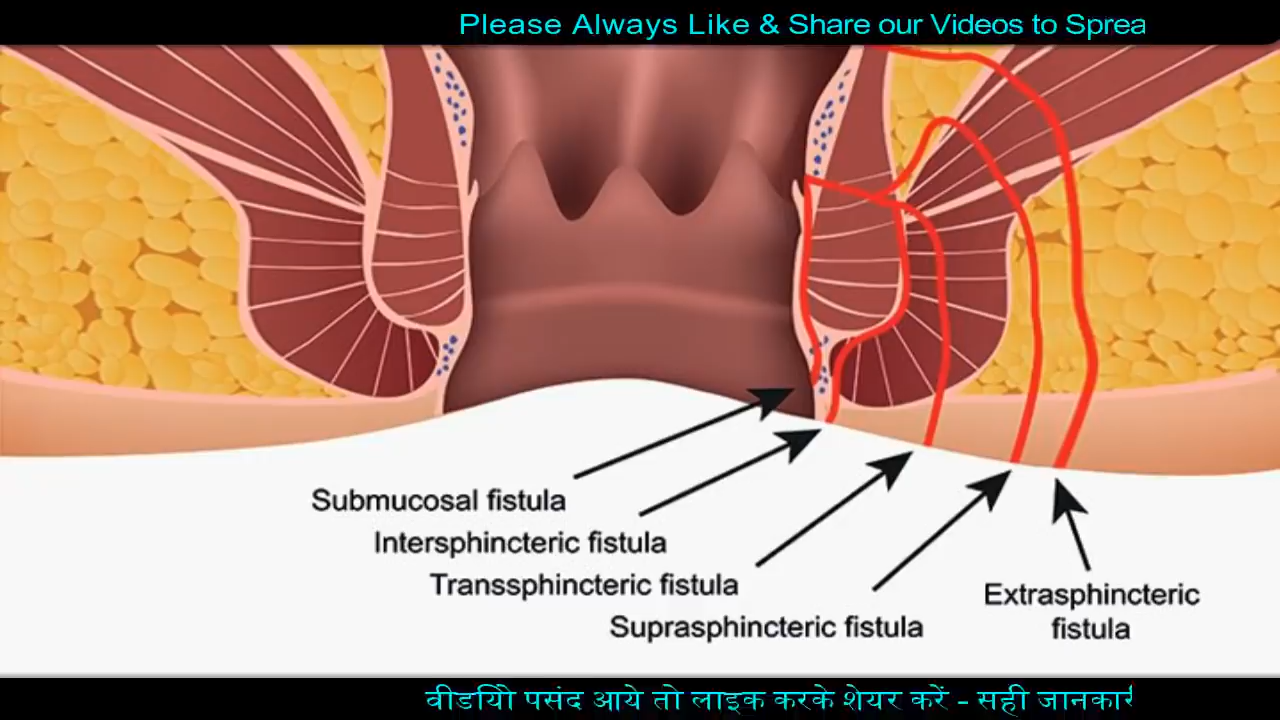 Please Always Like & Share our Videos to Sprea
Submucosal fistula
Intersphincteric fistula
Transsphincteric fistula
Suprasphincteric fistula
Extrasphincteric
fistula
वीडियो पसंद आये तो लाइक करके शेयर करें - सही जानकारी